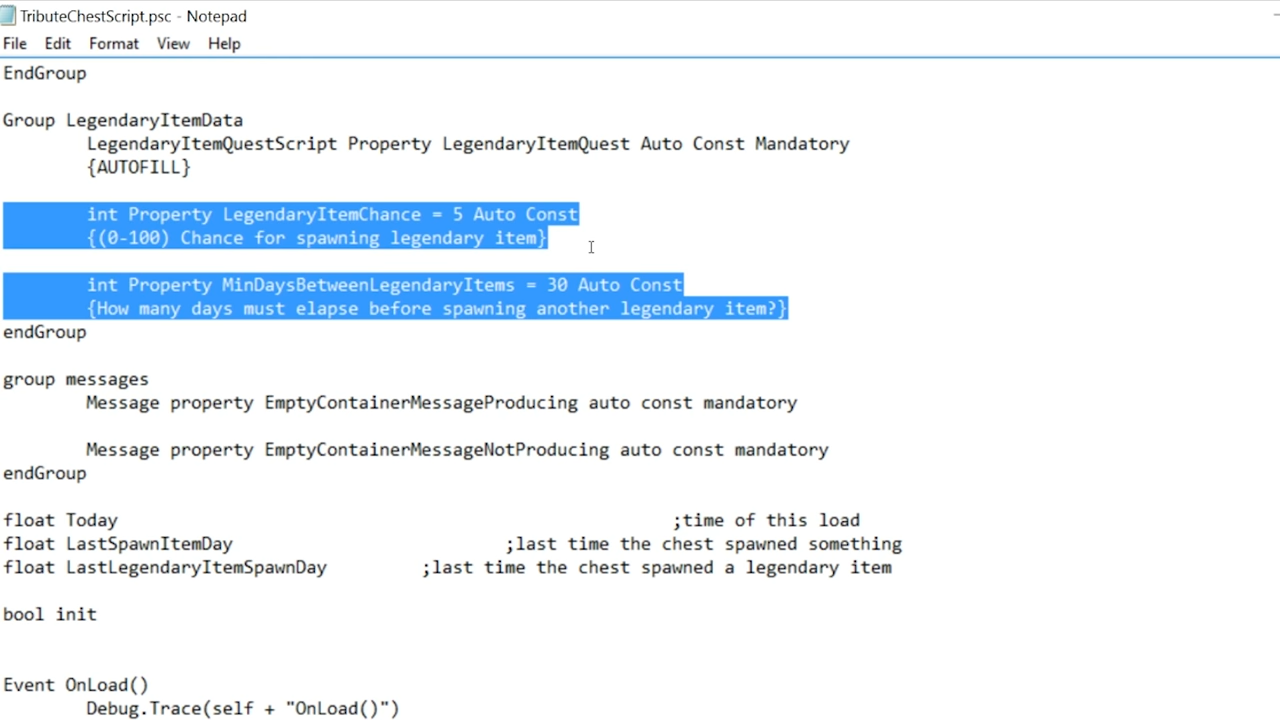 TributeChestScript.psc - Notepad
File Edit Format View Help
EndGroup
Group LegendaryItemData
LegendaryItemQuestScript Property LegendaryItemQuest Auto Const Mandatory
{AUTOFILL}
int Property LegendaryItemChance = 5 Auto Const
{(0-100) Chance for spawning legendary item}
int Property MinDaysBetweenLegendaryItems = 30 Auto Const
{How many days must elapse before spawning another legendary item?}
endGroup
group messages
Message property EmptyContainerMessageProducing auto const mandatory
Message property EmptyContainerMessageNotProducing auto const mandatory
endGroup
float Today ;time of this load
float LastSpawnItemDay ;last time the chest spawned something
float LastLegendaryItemSpawnDay ;last time the chest spawned a legendary item
bool init
Event OnLoad()
Debug.Trace(self + "OnLoad()")